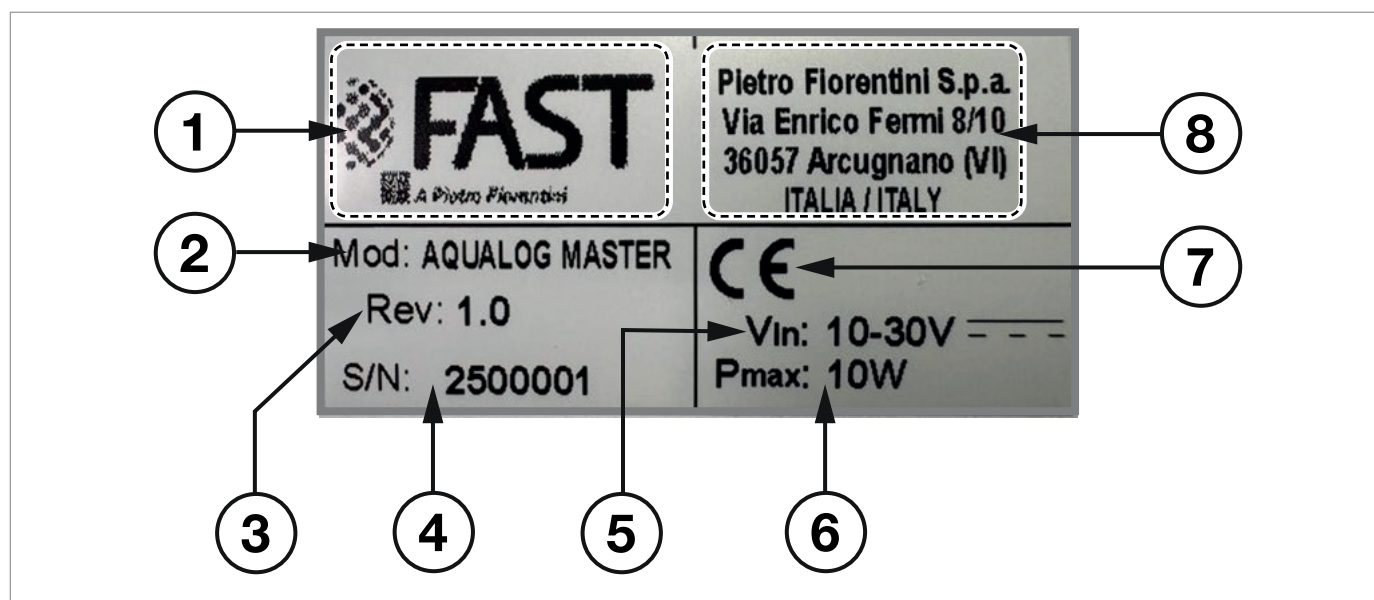 FAST
A Pietro Fiorentini
Pietro Fiorentini S.p.a.
Via Enrico Fermi 8/10
36057 Arcugnano (VI)
ITALIA / ITALY
Mod: AQUALOG MASTER
Rev: 1.0
S/N: 2500001
CE
Vin: 10-30V
Pmax: 10W
1
2
3
4
5
6
7
8